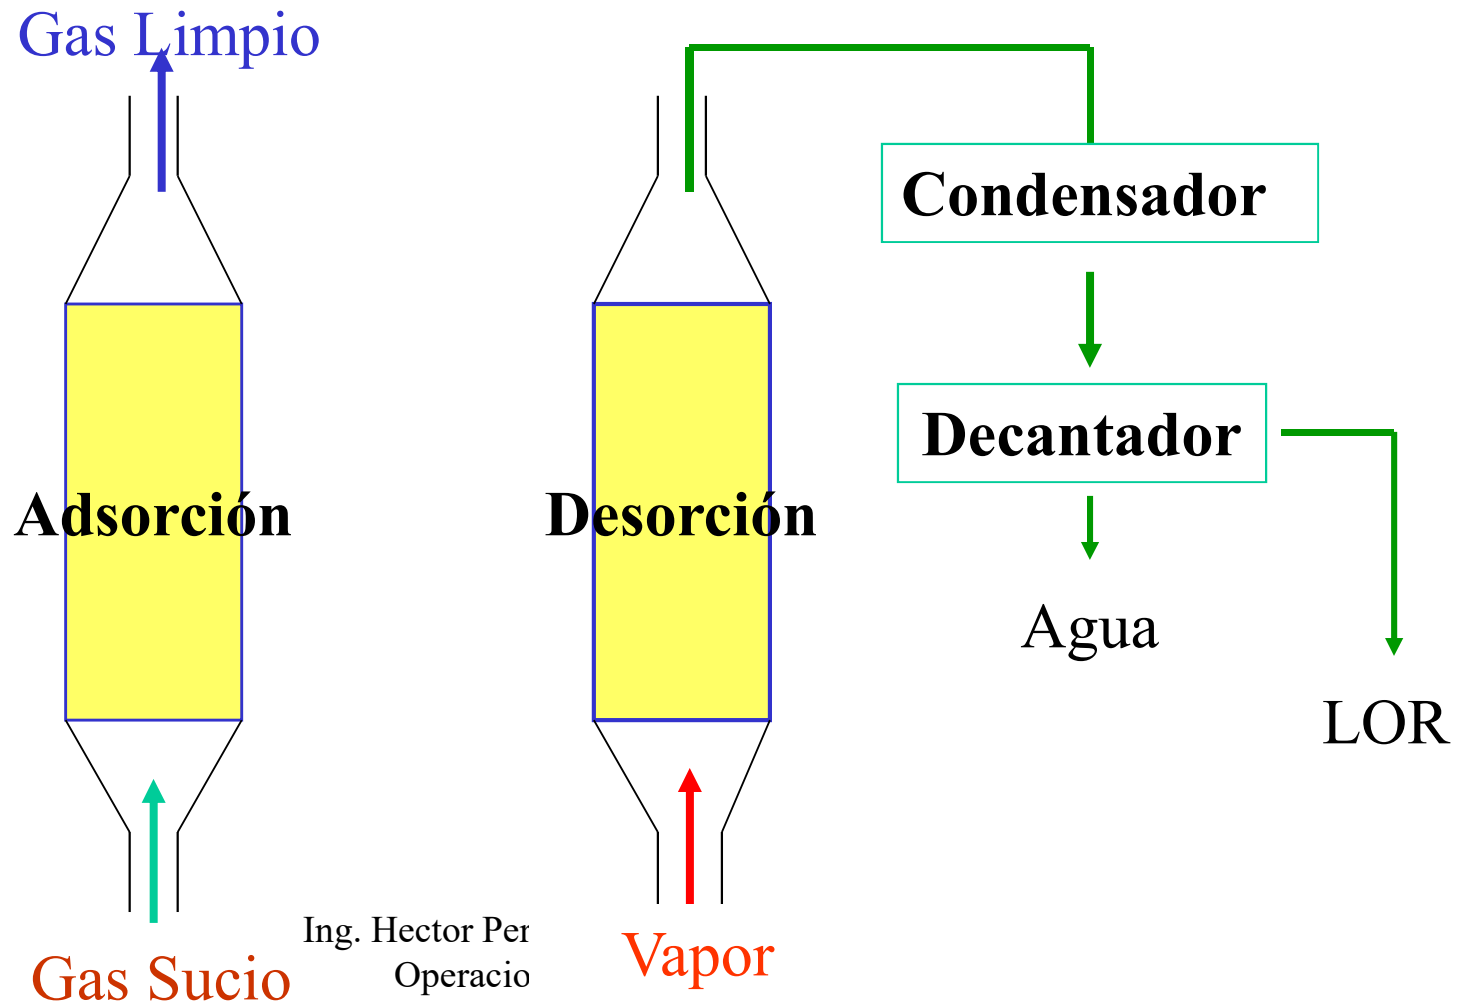 Gas Limpio
Condensador
Decantador
Adsorción
Desorción
Agua
LOR
Ing. Hector
Vapor
Gas Sucio